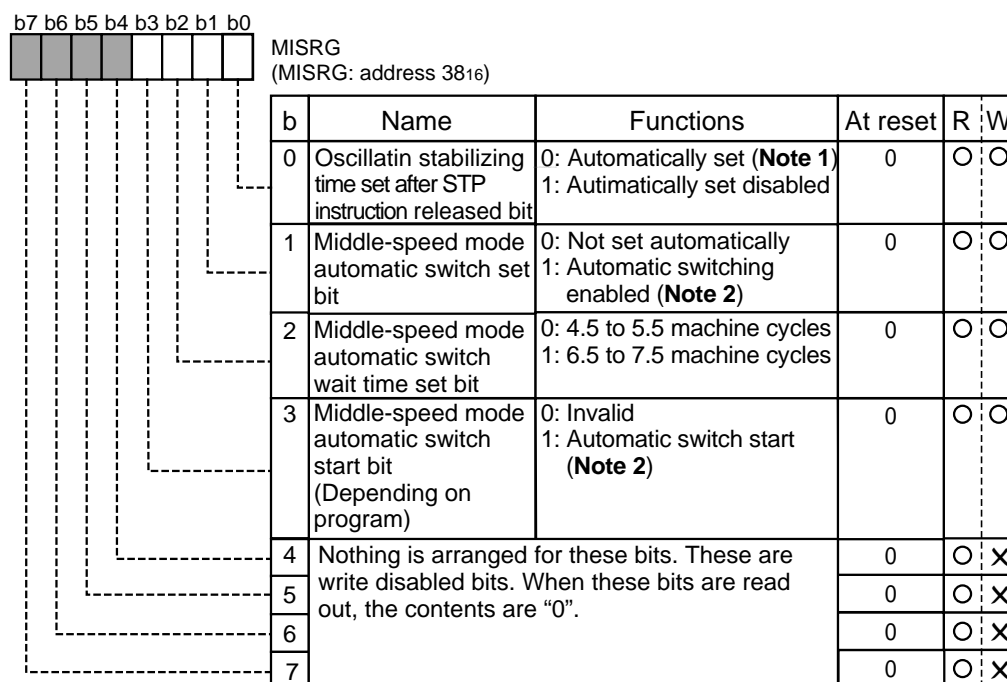 b7 b6 b5 b4 b3 b2 b1 b0
MISRG
(MISRG: address 3816)
b Name Functions At reset R W
0 Oscillatin stabilizing time set after STP instruction released bit
0: Automatically set (Note 1)
1: Autimatically set disabled
0 O O
1 Middle-speed mode automatic switch set bit
0: Not set automatically
1: Automatic switching enabled (Note 2)
0 O O
2 Middle-speed mode automatic switch wait time set bit
0: 4.5 to 5.5 machine cycles
1: 6.5 to 7.5 machine cycles
0 O O
3 Middle-speed mode automatic switch start bit (Depending on program)
0: Invalid
1: Automatic switch start (Note 2)
0 O O
4 Nothing is arranged for these bits. These are write disabled bits. When these bits are read out, the contents are “0”.
0 O X
5 0 O X
6 0 O X
7 0 O X